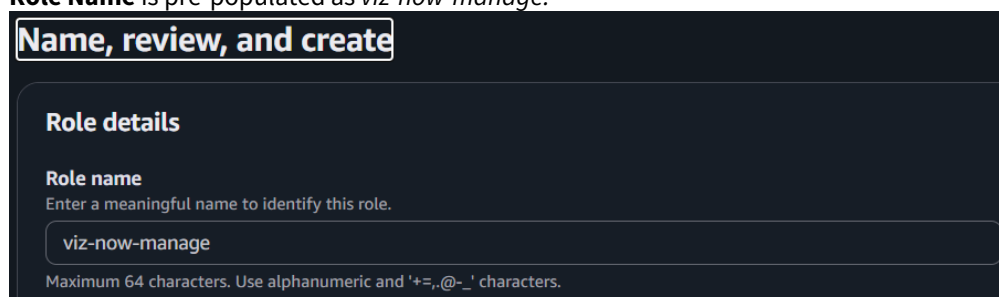 Role Name is pre-populated as viz-now-manage.
Name, review, and create
Role details
Role name
Enter a meaningful name to identify this role.
viz-now-manage
Maximum 64 characters. Use alphanumeric and '+=,.@-_' characters.